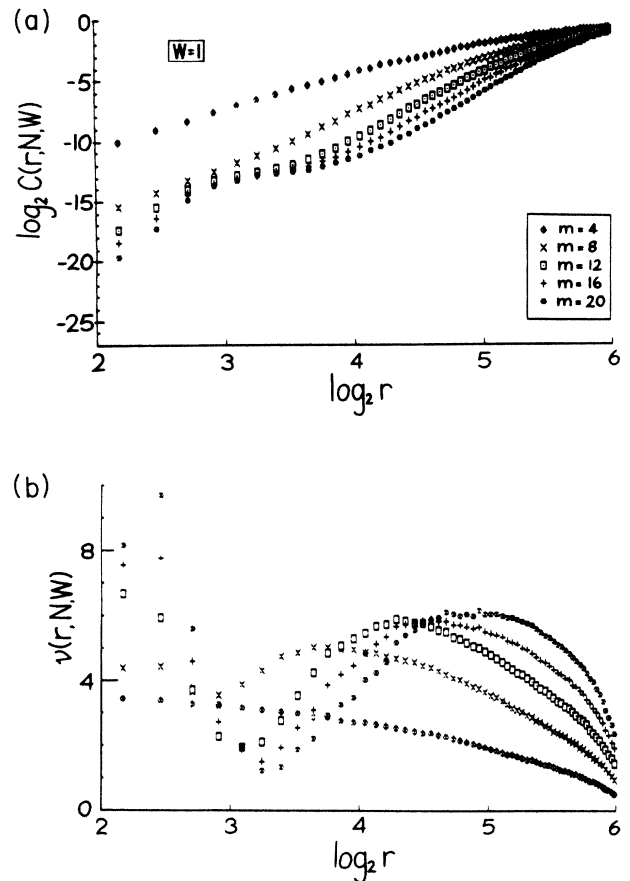 (a)
0
-5
-10
-15
-20
-25
log₂ C(r,N,W)
W=1
m = 4
m = 8
m = 12
m = 16
m = 20
2 3 4 5 6
log₂ r
(b)
8
4
0
ν(r,N,W)
2 3 4 5 6
log₂ r